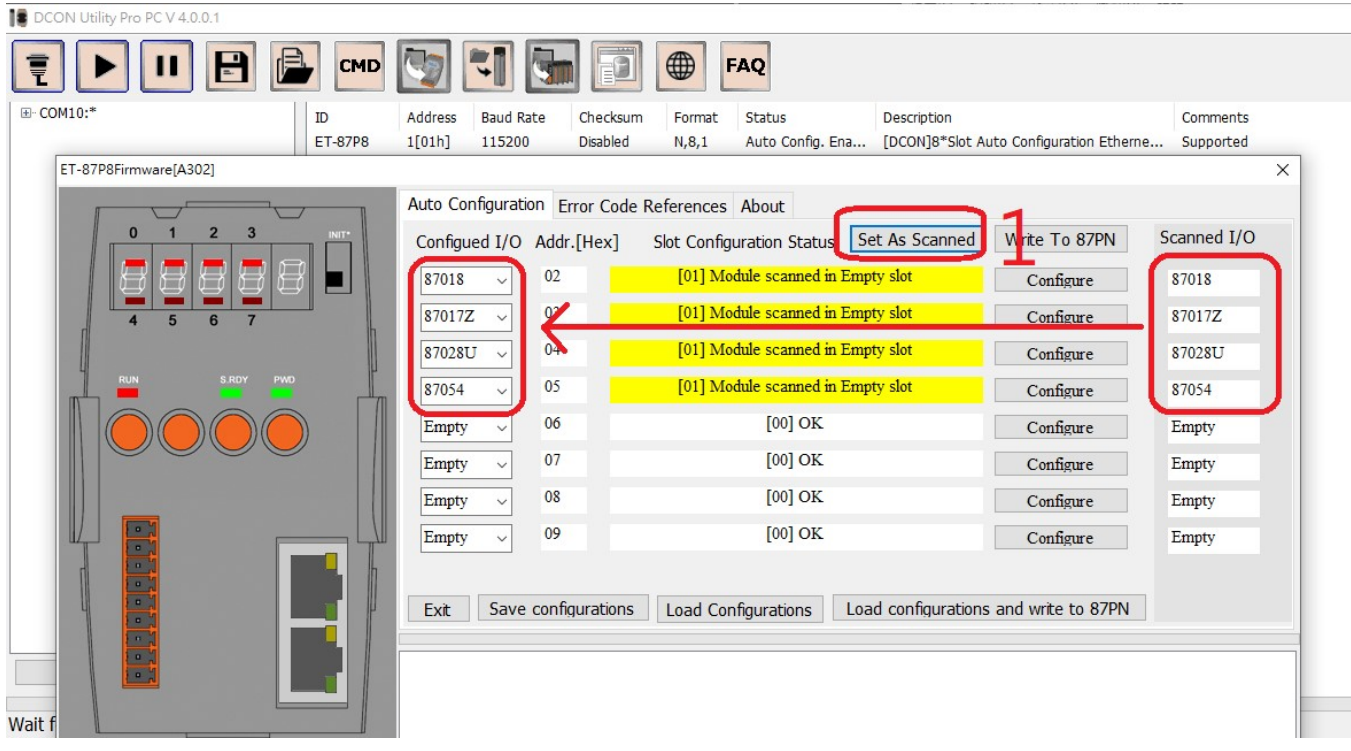 DCON Utility Pro PC V 4.0.0.1
CMD FAQ
COM10:*
ID Address Baud Rate Checksum Format Status Description Comments
ET-87P8 1[01h] 115200 Disabled N,8,1 Auto Config. Ena... [DCON]8*Slot Auto Configuration Etherne... Supported
ET-87P8Firmware[A302]
0 1 2 3 INIT*
4 5 6 7
RUN S.RDY PWD
Auto Configuration Error Code References About
Configued I/O Addr.[Hex] Slot Configuration Status Set As Scanned 1 Write To 87PN Scanned I/O
87018 02 [01] Module scanned in Empty slot Configure 87018
87017Z 03 [01] Module scanned in Empty slot Configure 87017Z
87028U 04 [01] Module scanned in Empty slot Configure 87028U
87054 05 [01] Module scanned in Empty slot Configure 87054
Empty 06 [00] OK Configure Empty
Empty 07 [00] OK Configure Empty
Empty 08 [00] OK Configure Empty
Empty 09 [00] OK Configure Empty
Exit Save configurations Load Configurations Load configurations and write to 87PN
Wait